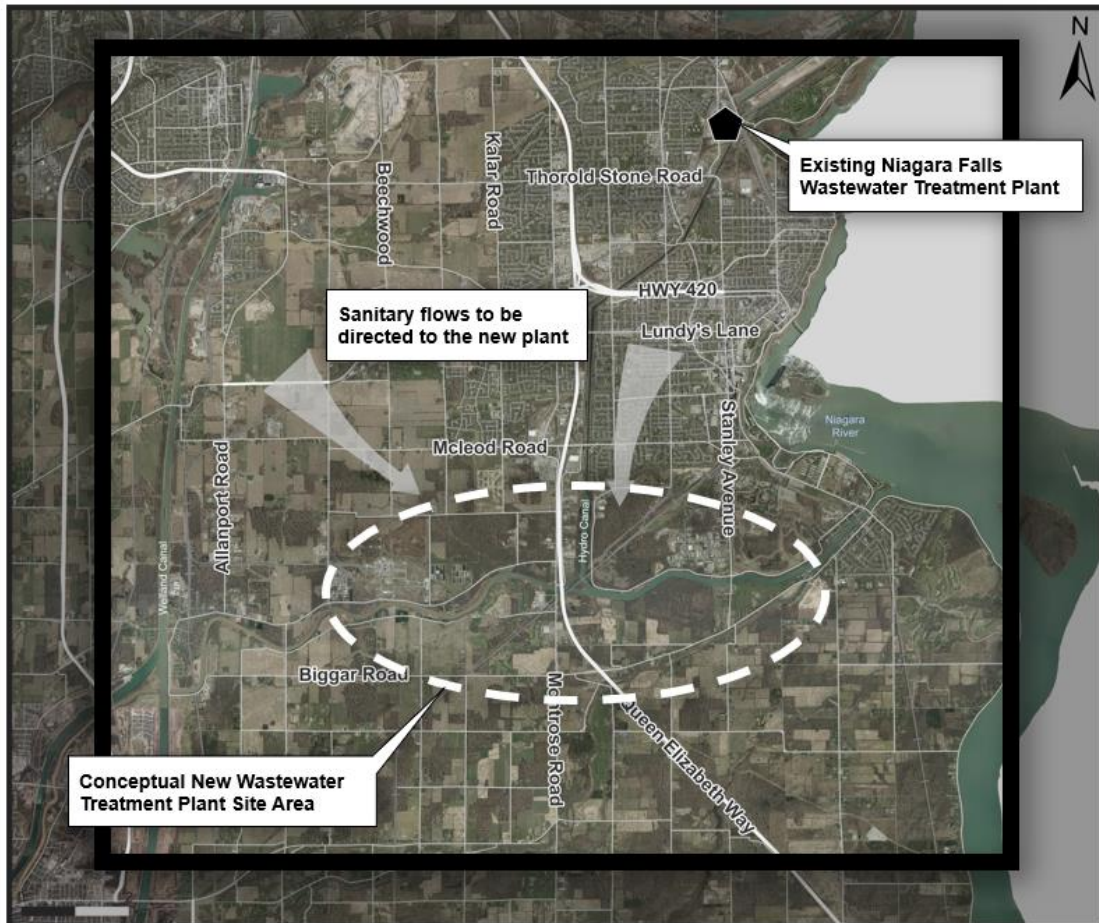 N
Existing Niagara Falls
Wastewater Treatment Plant
Kalar Road
Beechwood
Thorold Stone Road
HWY 420
Sanitary flows to be
directed to the new plant
Lundy's Lane
Niagara
River
Stanley Avenue
Mcleod Road
Allanport Road
Hydro Canal
Welland Canal
Biggar Road
Montrose Road
Queen Elizabeth Way
Conceptual New Wastewater
Treatment Plant Site Area